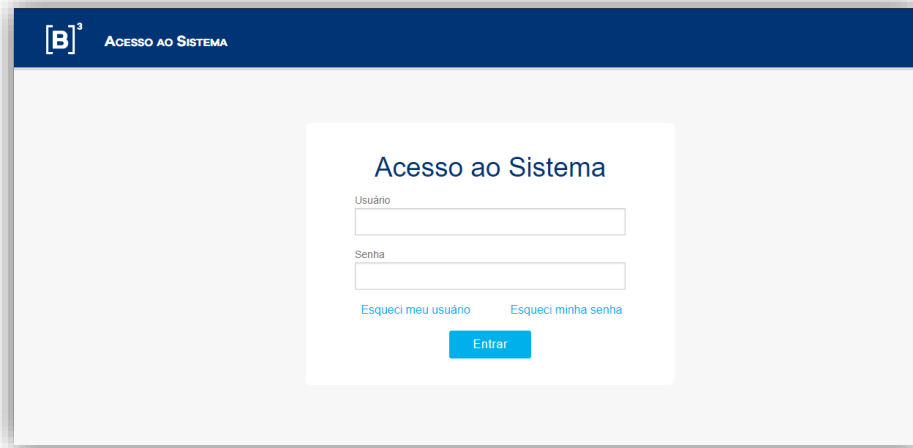 [B]³ ACESSO AO SISTEMA
Acesso ao Sistema
Usuário
Senha
Esqueci meu usuário Esqueci minha senha
Entrar